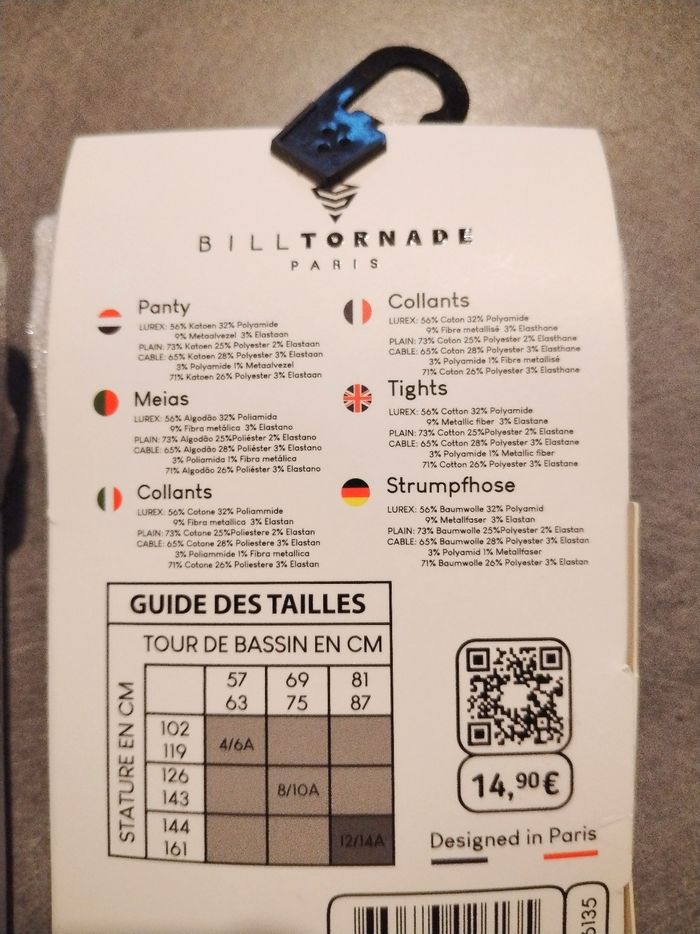 BILLTORNADE
PARIS
Panty
LUREX: 56% Katoen 32% Polyamide
9% Metaalvezel 3% Elastaan
PLAIN: 73% Katoen 25% Polyester 2% Elastaan
CABLE: 65% Katoen 28% Polyester 3% Elastaan
3% Polyamide 1% Metaalvezel
71% Katoen 26% Polyester 3% Elastaan
Collants
LUREX: 56% Coton 32% Polyamide
9% Fibre metallisé 3% Elasthane
PLAIN: 73% Coton 25% Polyester 2% Elasthane
CABLE: 65% Coton 28% Polyester 3% Elasthane
3% Polyamide 1% Fibre metallisé
71% Coton 26% Polyester 3% Elasthane
Meias
LUREX: 56% Algodão 32% Poliamida
9% Fibra metálica 3% Elastano
PLAIN: 73% Algodão 25%Poliéster 2% Elastano
CABLE: 65% Algodão 28% Poliéster 3% Elastano
3% Poliamida 1% Fibra metálica
71% Algodão 26% Poliéster 3% Elastano
Tights
LUREX: 56% Cotton 32% Polyamide
9% Metallic fiber 3% Elastane
PLAIN: 73% Cotton 25%Polyester 2% Elastane
CABLE: 65% Cotton 28% Polyester 3% Elastane
3% Polyamide 1% Metallic fiber
71% Cotton 26% Polyester 3% Elastane
Collants
LUREX: 56% Cotone 32% Poliammide
9% Fibra metallica 3% Elastan
PLAIN: 73% Cotone 25%Poliestere 2% Elastan
CABLE: 65% Cotone 28% Poliestere 3% Elastan
3% Poliammide 1% Fibra metallica
71% Cotone 26% Poliestere 3% Elastan
Strumpfhose
LUREX: 56% Baumwolle 32% Polyamid
9% Metallfaser 3% Elastan
PLAIN: 73% Baumwolle 25%Polyester 2% Elastan
CABLE: 65% Baumwolle 28% Polyester 3% Elastan
3% Polyamid 1% Metallfaser
71% Baumwolle 26% Polyester 3% Elastan
GUIDE DES TAILLES
TOUR DE BASSIN EN CM
STATURE EN CM
57 69 81
63 75 87
102
119
4/6A
126
143
8/10A
144
161
12/14A
14,90€
Designed in Paris
6135